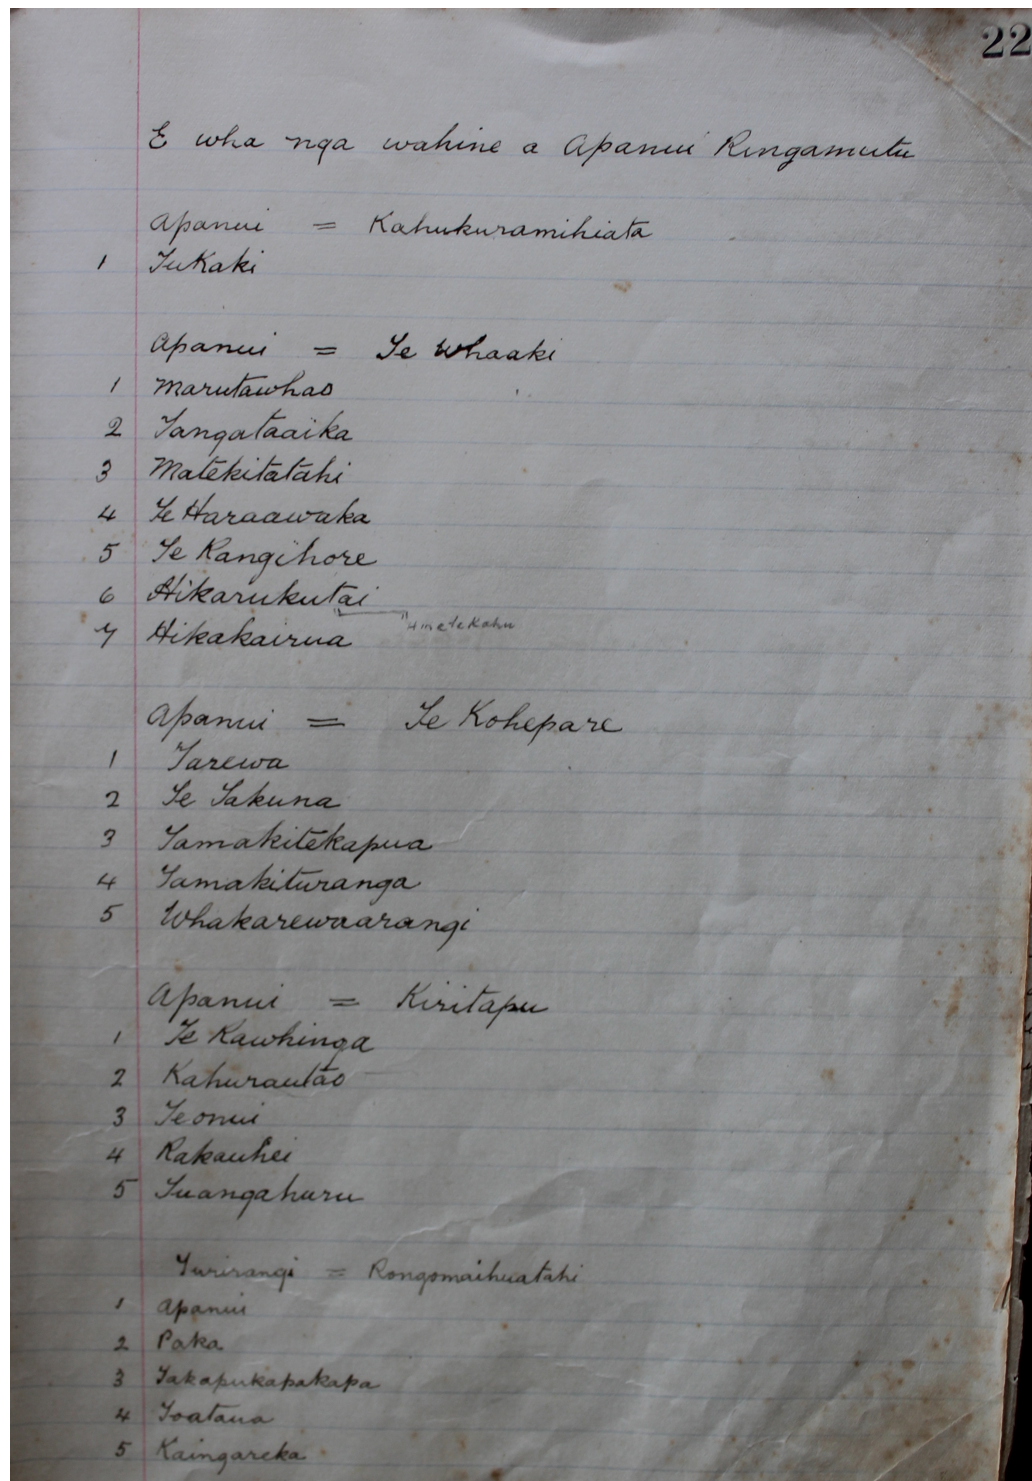 22
E wha nga wahine a Apanui Ringamutu
Apanui = Kahukuramihiata
1 Tukaki
Apanui = Te Whaaki
1 Marutawhao
2 Tangataaika
3 Matekitatahi
4 Te Haraawaka
5 Te Rangihore
6 Hikarukutai
7 Hikakairua
Apanui = Te Kohepare
1 Tarewa
2 Te Takuna
3 Tamakitekapua
4 Tamakituranga
5 Whakarewaarangi
Apanui = Kiritapu
1 Te Rawhinga
2 Kahurautao
3 Teonui
4 Rakauhei
5 Tuangahuru
Turirangi = Rongomaihuatahi
1 Apanui
2 Paka
3 Takapukapakapa
4 Toataua
5 Kaingareka